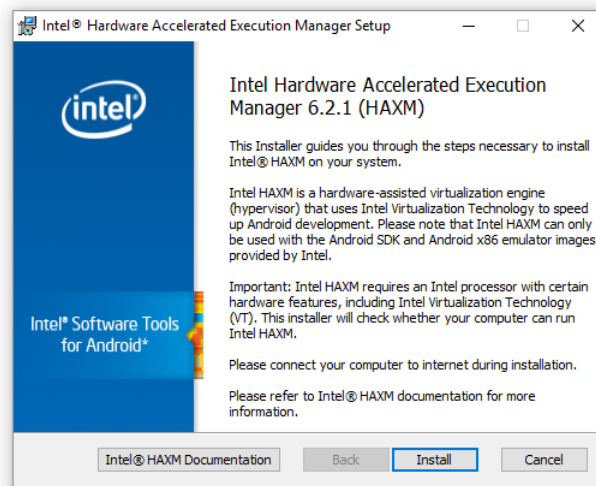 Intel® Hardware Accelerated Execution Manager Setup
intel
Intel Hardware Accelerated Execution
Manager 6.2.1 (HAXM)
This Installer guides you through the steps necessary to install
Intel® HAXM on your system.
Intel HAXM is a hardware-assisted virtualization engine
(hypervisor) that uses Intel Virtualization Technology to speed
up Android development. Please note that Intel HAXM can only
be used with the Android SDK and Android x86 emulator images
provided by Intel.
Important: Intel HAXM requires an Intel processor with certain
hardware features, including Intel Virtualization Technology
(VT). This installer will check whether your computer can run
Intel HAXM.
Intel® Software Tools
for Android*
Please connect your computer to internet during installation.
Please refer to Intel® HAXM documentation for more
information.
Intel® HAXM Documentation
Back
Install
Cancel